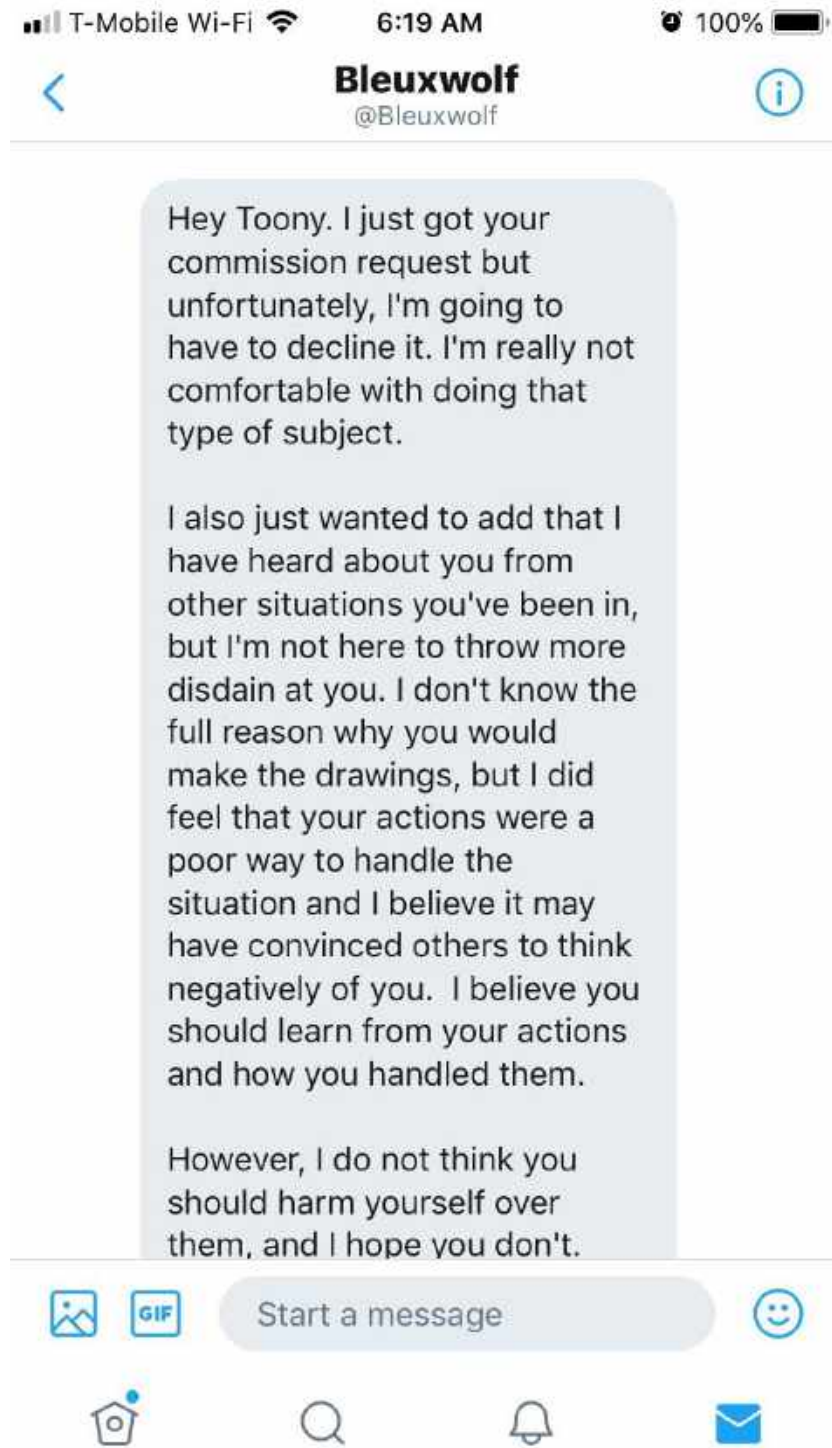 T-Mobile Wi-Fi 6:19 AM 100%
Bleuxwolf
@Bleuxwolf
Hey Toony. I just got your
commission request but
unfortunately, I'm going to
have to decline it. I'm really not
comfortable with doing that
type of subject.
I also just wanted to add that I
have heard about you from
other situations you've been in,
but I'm not here to throw more
disdain at you. I don't know the
full reason why you would
make the drawings, but I did
feel that your actions were a
poor way to handle the
situation and I believe it may
have convinced others to think
negatively of you.  I believe you
should learn from your actions
and how you handled them.
However, I do not think you
should harm yourself over
them, and I hope you don't.
GIF Start a message